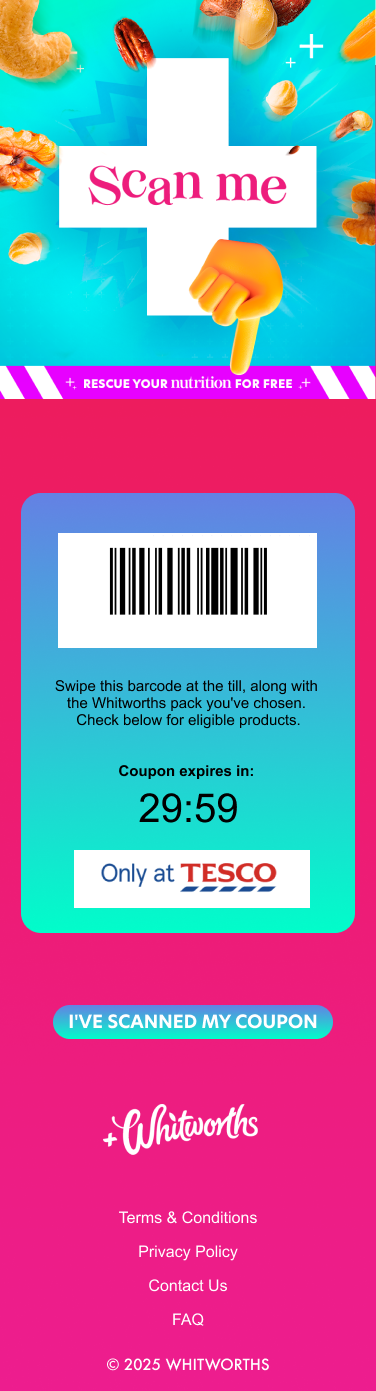 Scan me
RESCUE YOUR nutrition FOR FREE
Swipe this barcode at the till, along with
the Whitworths pack you've chosen.
Check below for eligible products.
Coupon expires in:
29:59
Only at TESCO
I'VE SCANNED MY COUPON
Whitworths
Terms & Conditions
Privacy Policy
Contact Us
FAQ
© 2025 WHITWORTHS